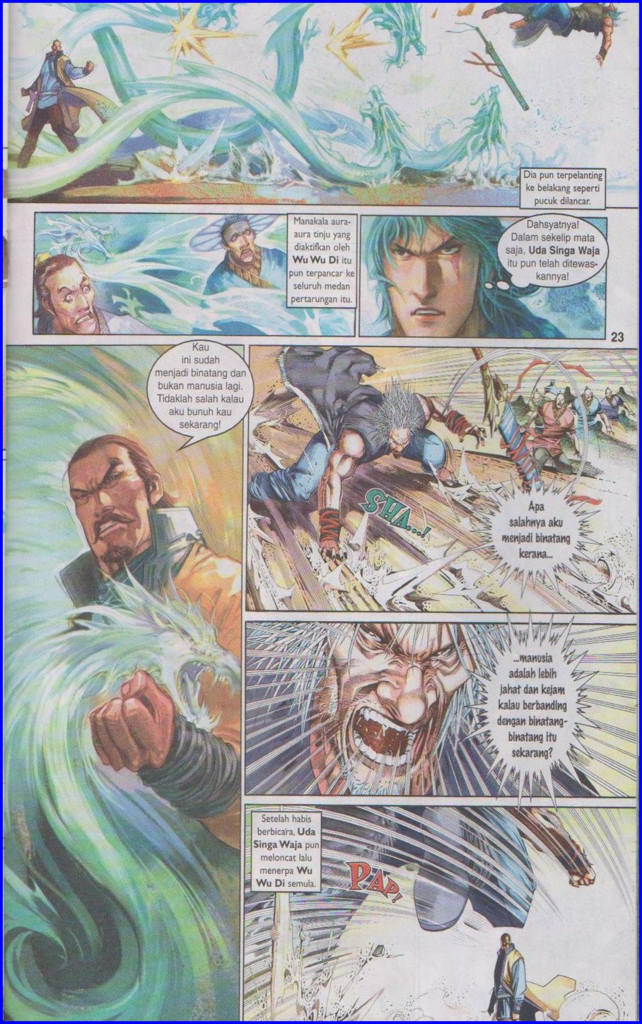 Dia pun terpelanting
ke belakang seperti
pucuk dilancar.
Manakala aura-
aura tinju yang
diaktifkan oleh
Wu Wu Di itu
pun terpancar ke
seluruh medan
pertarungan itu.
Dahsyatnya!
Dalam sekelip mata
saja, Uda Singa Waja
itu pun telah ditewas-
kannya!
23
Kau
ini sudah
menjadi binatang dan
bukan manusia lagi.
Tidaklah salah kalau
aku bunuh kau
sekarang!
SHA...!
Apa
salahnya aku
menjadi binatang
kerana...
...manusia
adalah lebih
jahat dan kejam
kalau berbanding
dengan binatang-
binatang itu
sekarang?
Setelah habis
berbicara, Uda
Singa Waja pun
meloncat lalu
menerpa Wu
Wu Di semula.
PAP!